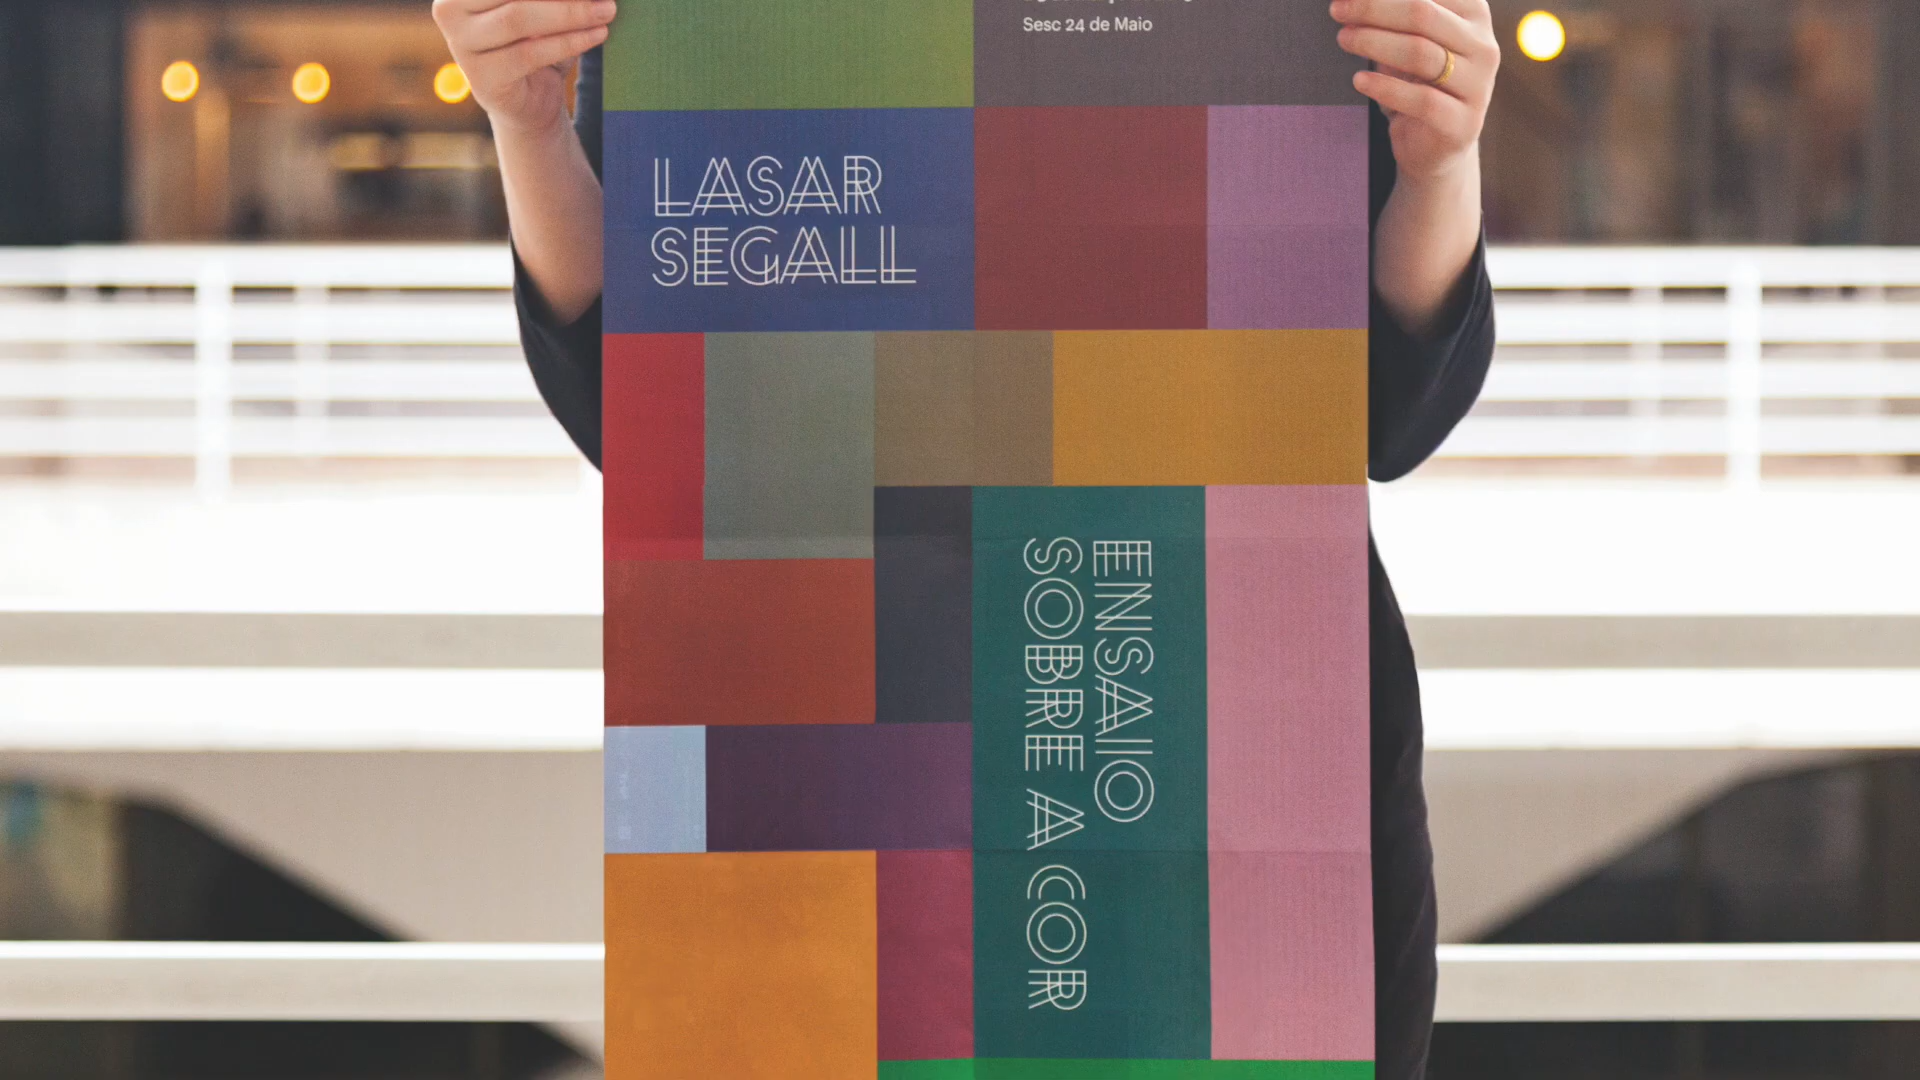 Sesc 24 de Maio
LASAR
SEGALL
ENSAIO
SOBRE A COR